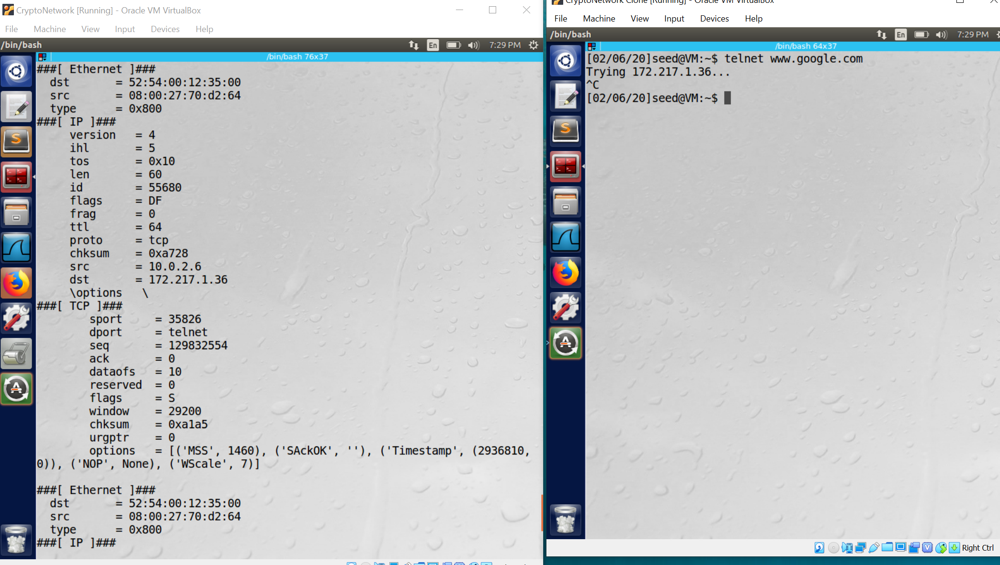 CryptoNetwork [Running] - Oracle VM VirtualBox
File Machine View Input Devices Help
/bin/bash En 7:29 PM
/bin/bash 76x37
###[ Ethernet ]###
dst = 52:54:00:12:35:00
src = 08:00:27:70:d2:64
type = 0x800
###[ IP ]###
version = 4
ihl = 5
tos = 0x10
len = 60
id = 55680
flags = DF
frag = 0
ttl = 64
proto = tcp
chksum = 0xa728
src = 10.0.2.6
dst = 172.217.1.36
\options \
###[ TCP ]###
sport = 35826
dport = telnet
seq = 129832554
ack = 0
dataofs = 10
reserved = 0
flags = S
window = 29200
chksum = 0xa1a5
urgptr = 0
options = [('MSS', 1460), ('SAckOK', ''), ('Timestamp', (2936810,
0)), ('NOP', None), ('WScale', 7)]
###[ Ethernet ]###
dst = 52:54:00:12:35:00
src = 08:00:27:70:d2:64
type = 0x800
###[ IP ]###
CryptoNetwork Clone [Running] - Oracle VM VirtualBox
File Machine View Input Devices Help
/bin/bash En 7:29 PM
/bin/bash 64x37
[02/06/20]seed@VM:~$ telnet www.google.com
Trying 172.217.1.36...
^C
[02/06/20]seed@VM:~$
Right Ctrl